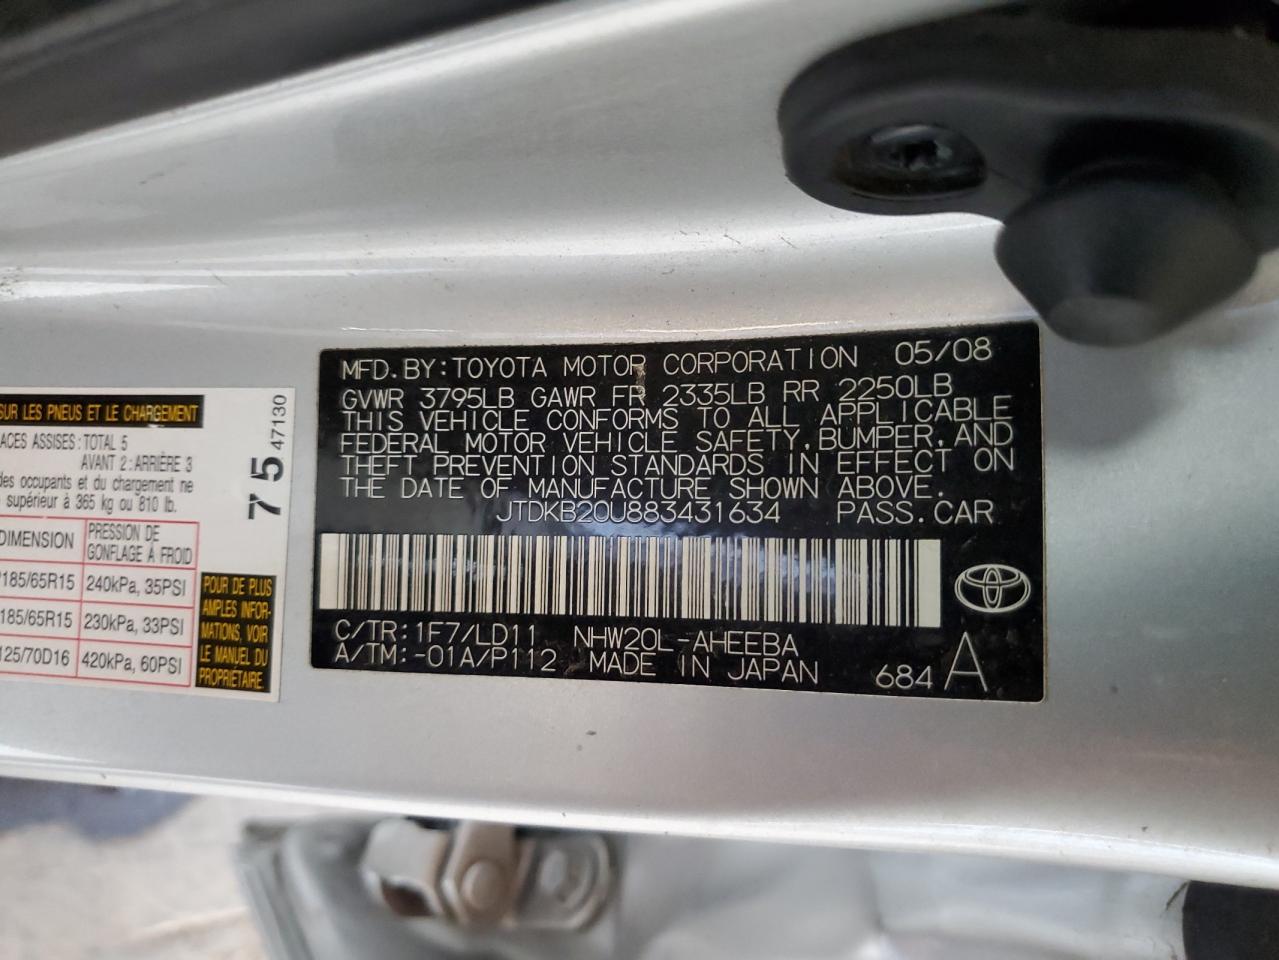 SUR LES PNEUS ET LE CHARGEMENT
ACES ASSISES : TOTAL 5
AVANT 2 : ARRIÈRE 3
des occupants et du chargement ne
supérieur à 365 kg ou 810 lb.
DIMENSION
PRESSION DE GONFLAGE À FROID
P185/65R15 240kPa, 35PSI
185/65R15 230kPa, 33PSI
125/70D16 420kPa, 60PSI
POUR DE PLUS
AMPLES INFOR-
MATIONS, VOIR
LE MANUEL DU
PROPRIÉTAIRE.
75 47130
MFD. BY: TOYOTA MOTOR CORPORATION 05/08
GVWR 3795LB GAWR FR 2335LB RR 2250LB
THIS VEHICLE CONFORMS TO ALL APPLICABLE
FEDERAL MOTOR VEHICLE SAFETY, BUMPER, AND
THEFT PREVENTION STANDARDS IN EFFECT ON
THE DATE OF MANUFACTURE SHOWN ABOVE.
JTDKB20U883431634 PASS. CAR
C/TR: 1F7/LD11 NHW20L-AHEEBA
A/TM: -01A/P112 MADE IN JAPAN 684 A